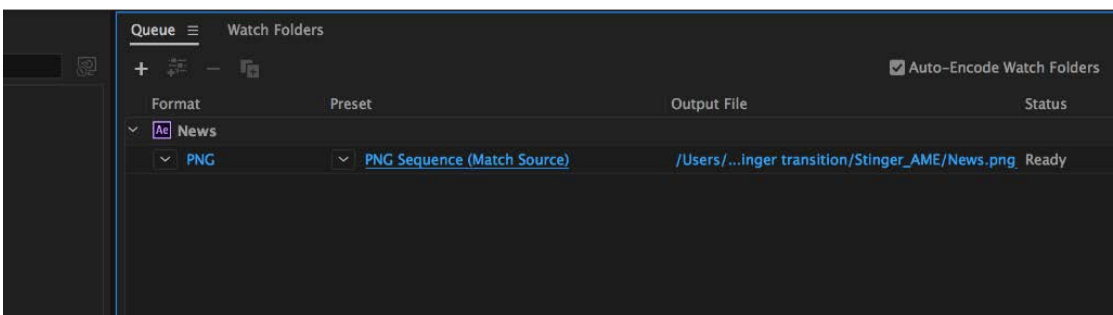 Queue Watch Folders
Auto-Encode Watch Folders
Format Preset Output File Status
Ae News
PNG PNG Sequence (Match Source) /Users/...inger transition/Stinger_AME/News.png Ready